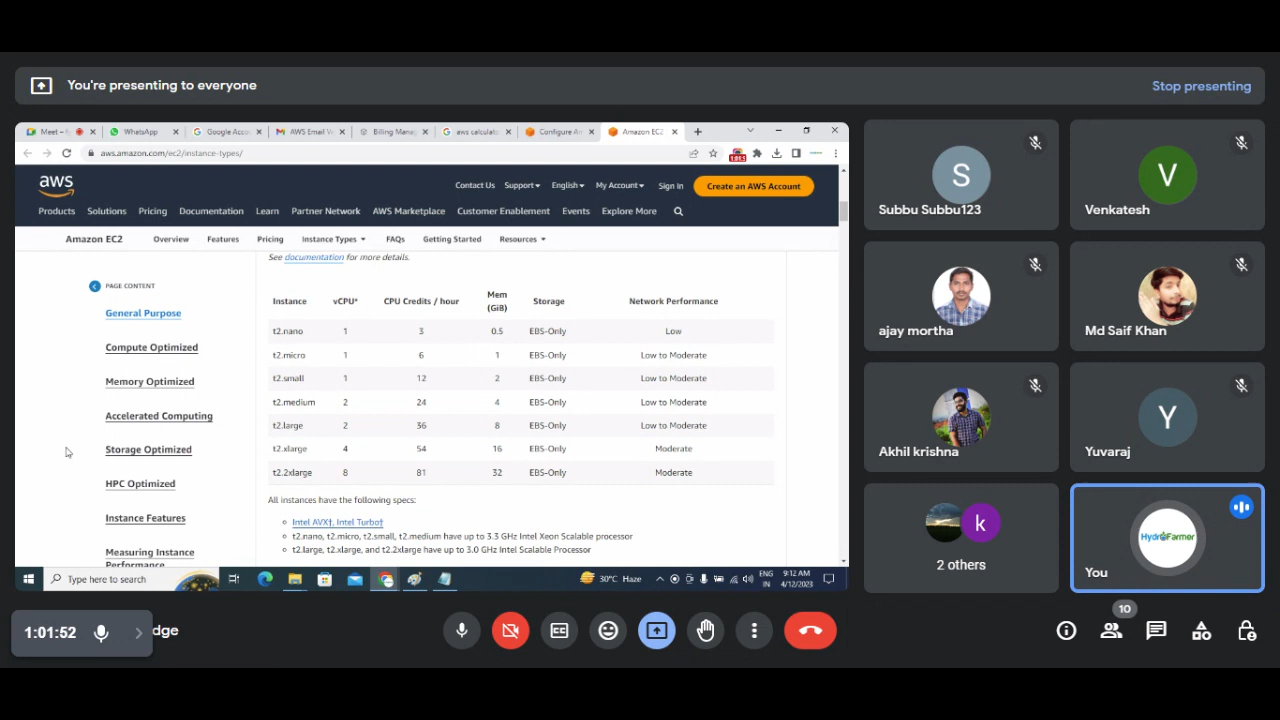 You're presenting to everyone
Stop presenting
WhatsApp
aws.amazon.com/ec2/instance-types/
aws
Contact Us Support English My Account Sign In Create an AWS Account
Products Solutions Pricing Documentation Learn Partner Network AWS Marketplace Customer Enablement Events Explore More
Amazon EC2 Overview Features Pricing Instance Types FAQs Getting Started Resources
See documentation for more details.
PAGE CONTENT
General Purpose
Compute Optimized
Memory Optimized
Accelerated Computing
Storage Optimized
HPC Optimized
Instance Features
Measuring Instance
Performance
Instance vCPU* CPU Credits / hour Mem (GiB) Storage Network Performance
t2.nano 1 3 0.5 EBS-Only Low
t2.micro 1 6 1 EBS-Only Low to Moderate
t2.small 1 12 2 EBS-Only Low to Moderate
t2.medium 2 24 4 EBS-Only Low to Moderate
t2.large 2 36 8 EBS-Only Low to Moderate
t2.xlarge 4 54 16 EBS-Only Moderate
t2.2xlarge 8 81 32 EBS-Only Moderate
All instances have the following specs:
Intel AVX†, Intel Turbo†
t2.nano, t2.micro, t2.small, t2.medium have up to 3.3 GHz Intel Xeon Scalable processor
t2.large, t2.xlarge, and t2.2xlarge have up to 3.0 GHz Intel Scalable Processor
Type here to search
30°C Haze
ENG
IN
9:12 AM
4/12/2023
S
Subbu Subbu123
V
Venkatesh
ajay mortha
Md Saif Khan
Akhil krishna
Y
Yuvaraj
k
2 others
HydroFarmer
You
1:01:52
dge
10